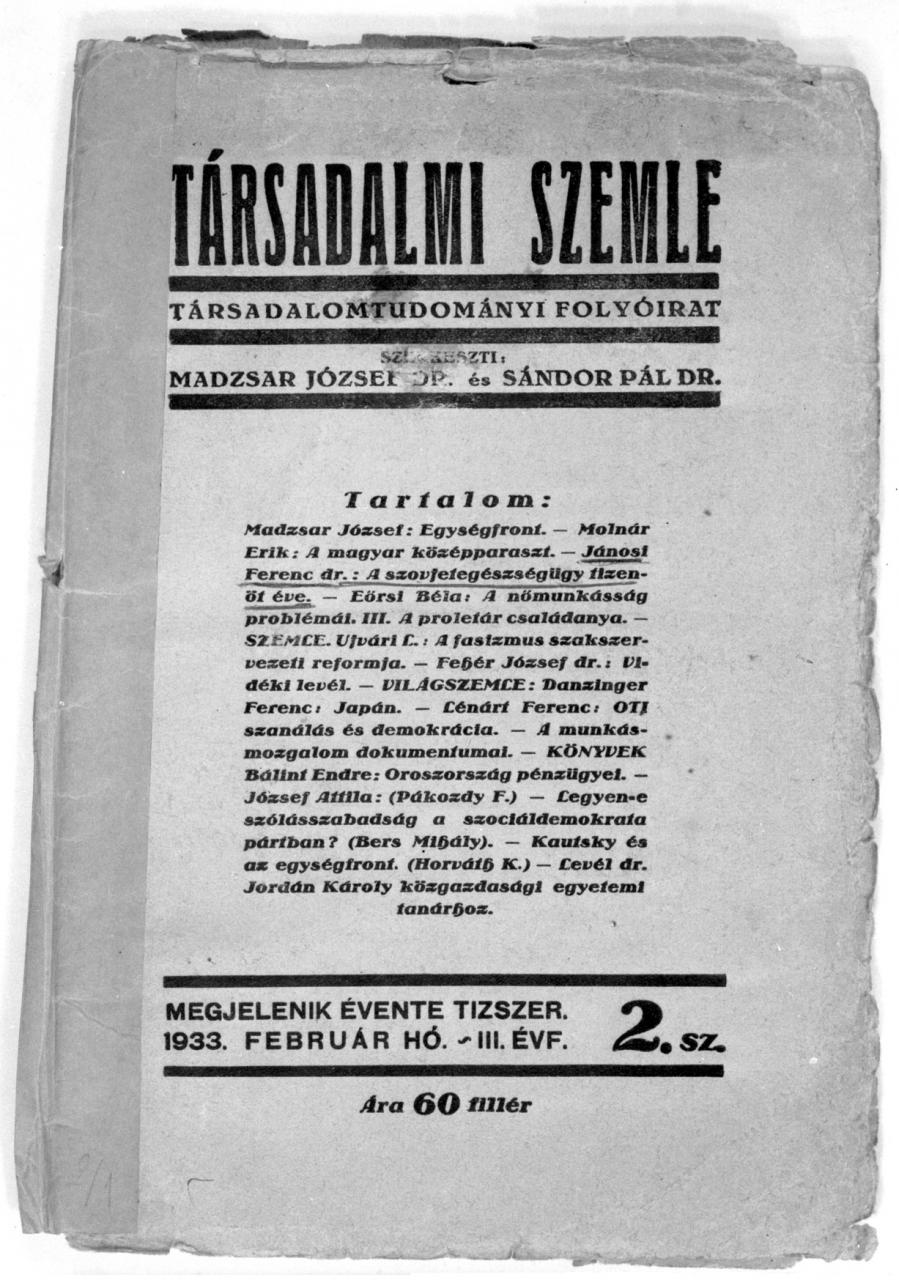 TÁRSADALMI SZEMLE
TÁRSADALOMTUDOMÁNYI FOLYÓIRAT
SZERKESZTI:
MADZSAR JÓZSEF DR. és SÁNDOR PÁL DR.
Tartalom:
Madzsar József: Egységfront. — Molnár
Erik: A magyar középparaszt. — Jánosi
Ferenc dr.: A szovjetegészségügy tizen-
öt éve. — Eörsi Béla: A nőmunkásság
problémái. III. A proletár családanya. —
SZEMLE. Ujvári L.: A fasizmus szakszer-
vezeti reformja. — Fehér József dr.: Vi-
déki levél. — VILÁGSZEMLE: Danzinger
Ferenc: Japán. — Lénárt Ferenc: OTI
szanálás és demokrácia. — A munkás-
mozgalom dokumentumai. — KÖNYVEK
Bálint Endre: Oroszország pénzügyei. —
József Attila: (Pákozdy F.) — Legyen-e
szólásszabadság a szociáldemokrata
pártban? (Bers Mihály). — Kautsky és
az egységfront. (Horváth K.) — Levél dr.
Jordán Károly közgazdasági egyetemi
tanárhoz.
MEGJELENIK ÉVENTE TIZSZER.
1933. FEBRUÁR HÓ. ~ III. ÉVF. 2. sz.
Ára 60 fillér
2/1